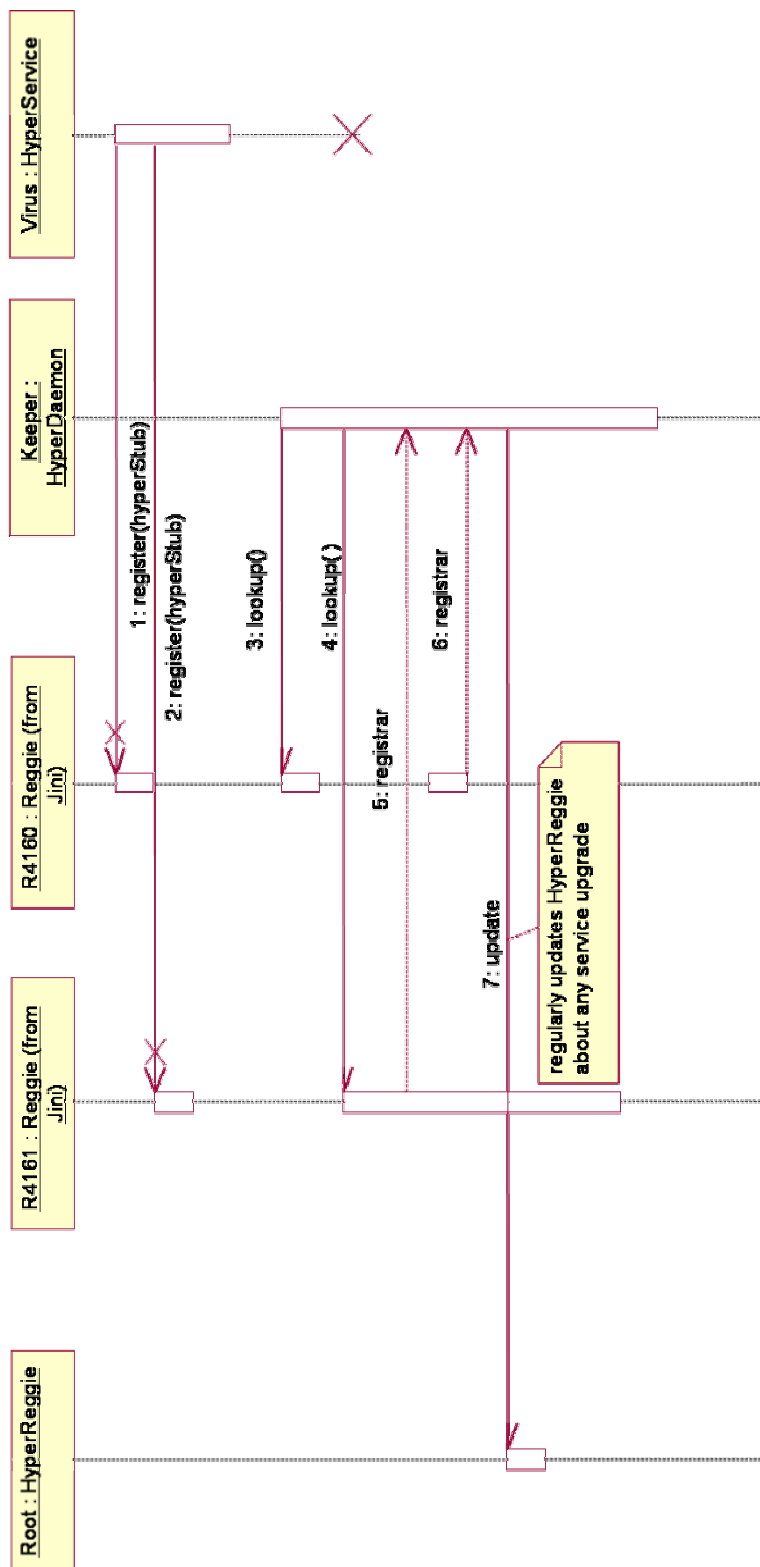 Root : HyperReggie
R4161 : Reggie (from
Jini)
R4160 : Reggie (from
Jini)
Keeper :
HyperDaemon
Virus : HyperService
1: register(hyperStub)
2: register(hyperStub)
3: lookup()
4: lookup( )
5: registrar
6: registrar
7: update
regularly updates HyperReggie
about any service upgrade